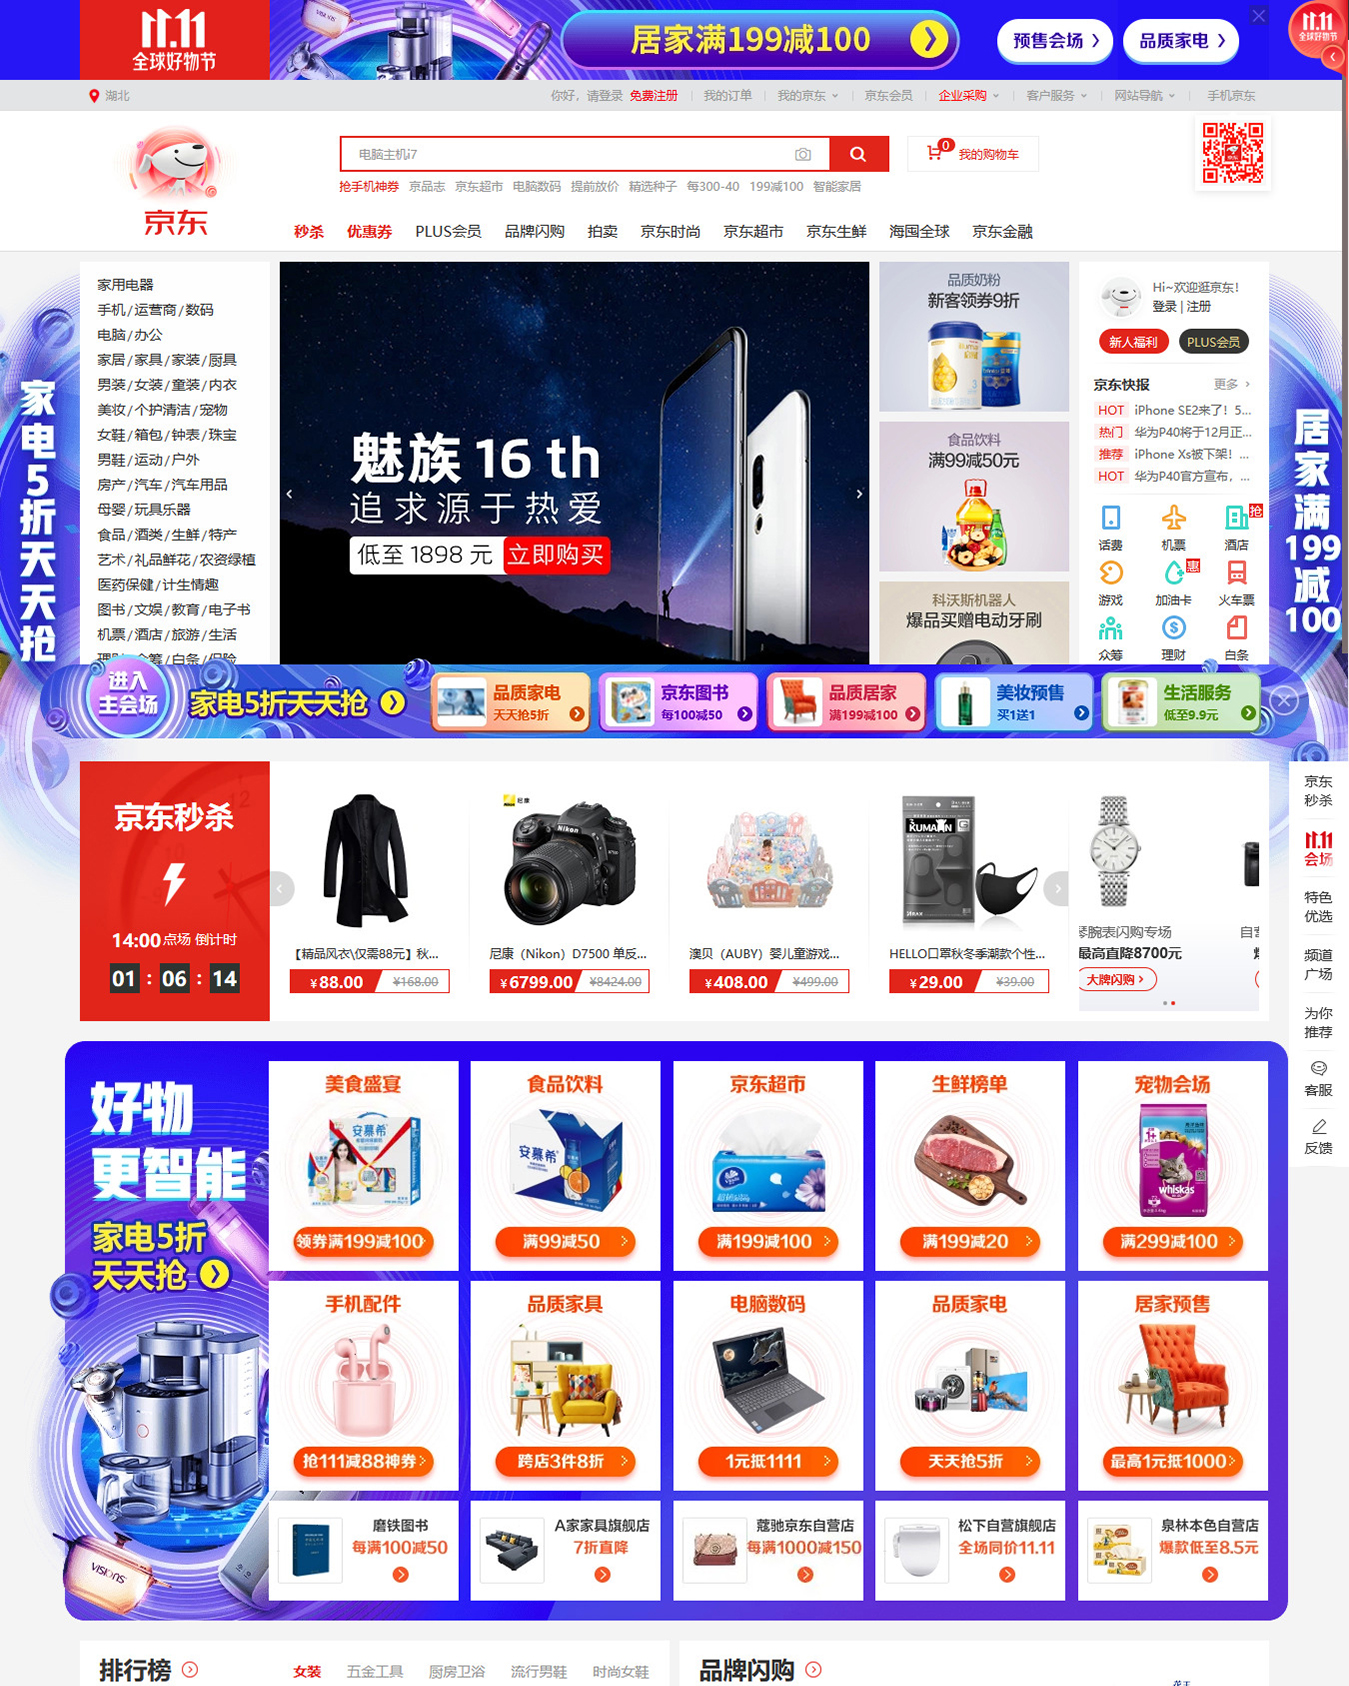 11.11
全球好物节
居家满199减100
预售会场
品质家电
11.11
全球好物节
湖北
你好，请登录 免费注册
我的订单
我的京东
京东会员
企业采购
客户服务
网站导航
手机京东
京东
电脑主机i7
0
我的购物车
抢手机神券 京品志 京东超市 电脑数码 提前放价 精选种子 每300-40 199减100 智能家居
秒杀 优惠券 PLUS会员 品牌闪购 拍卖 京东时尚 京东超市 京东生鲜 海囤全球 京东金融
家用电器
手机/运营商/数码
电脑/办公
家居/家具/家装/厨具
男装/女装/童装/内衣
美妆/个护清洁/宠物
女鞋/箱包/钟表/珠宝
男鞋/运动/户外
房产/汽车/汽车用品
母婴/玩具乐器
食品/酒类/生鲜/特产
艺术/礼品鲜花/农资绿植
医药保健/计生情趣
图书/文娱/教育/电子书
机票/酒店/旅游/生活
理财/众筹/白条/保险
家电5折天天抢
魅族 16 th
追求源于热爱
低至 1898 元 立即购买
品质奶粉
新客领券9折
食品饮料
满99减50元
科沃斯机器人
爆品买赠电动牙刷
Hi~欢迎逛京东！
登录 | 注册
新人福利
PLUS会员
京东快报
更多
HOT iPhone SE2来了！5...
热门 华为P40将于12月正...
推荐 iPhone Xs被下架！...
HOT 华为P40官方宣布，...
抢
话费 机票 酒店
惠
游戏 加油卡 火车票
众筹 理财 白条
居家满199减100
进入
主会场
家电5折天天抢
品质家电
天天抢5折
京东图书
每100减50
品质居家
满199减100
美妆预售
买1送1
生活服务
低至9.9元
京东秒杀
14:00点场 倒计时
01 : 06 : 14
尼康
Nikon
KUMAIN
【精品风衣\仅需88元】秋...
¥88.00 ¥168.00
尼康（Nikon）D7500 单反...
¥6799.00 ¥8424.00
澳贝（AUBY）婴儿童游戏...
¥408.00 ¥499.00
HELLO口罩秋冬季潮款个性...
¥29.00 ¥39.00
琴腕表闪购专场
最高直降8700元
大牌闪购
自营
京东
秒杀
11.11
会场
特色
优选
频道
广场
为你
推荐
客服
反馈
好物
更智能
家电5折
天天抢
VISIONS
美食盛宴
安慕希
领券满199减100
食品饮料
安慕希
满99减50
京东超市
满199减100
生鲜榜单
满199减20
宠物会场
whiskas
满299减100
手机配件
抢111减88神券
品质家具
跨店3件8折
电脑数码
1元抵1111
品质家电
天天抢5折
居家预售
最高1元抵1000
磨铁图书
每满100减50
A家家具旗舰店
7折直降
蔻驰京东自营店
每满1000减150
松下自营旗舰店
全场同价11.11
泉林本色自营店
爆款低至8.5元
排行榜
女装 五金工具 厨房卫浴 流行男鞋 时尚女鞋
品牌闪购